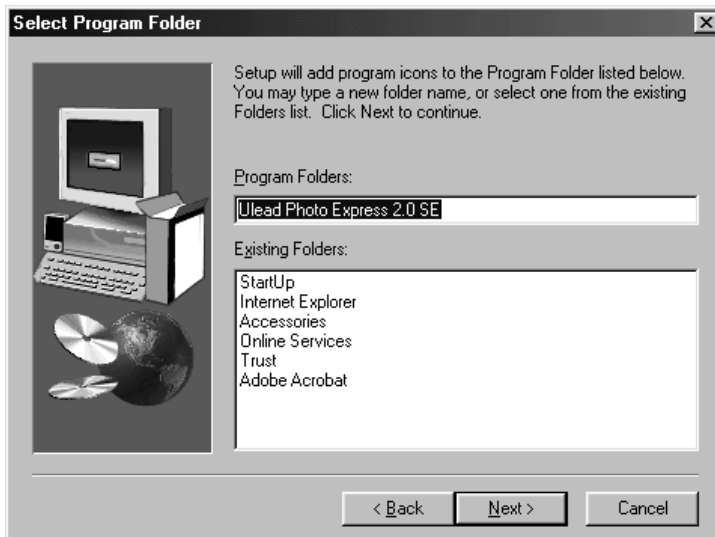 Select Program Folder
Setup will add program icons to the Program Folder listed below.
You may type a new folder name, or select one from the existing
Folders list.  Click Next to continue.
Program Folders:
Ulead Photo Express 2.0 SE
Existing Folders:
StartUp
Internet Explorer
Accessories
Online Services
Trust
Adobe Acrobat
< Back
Next >
Cancel